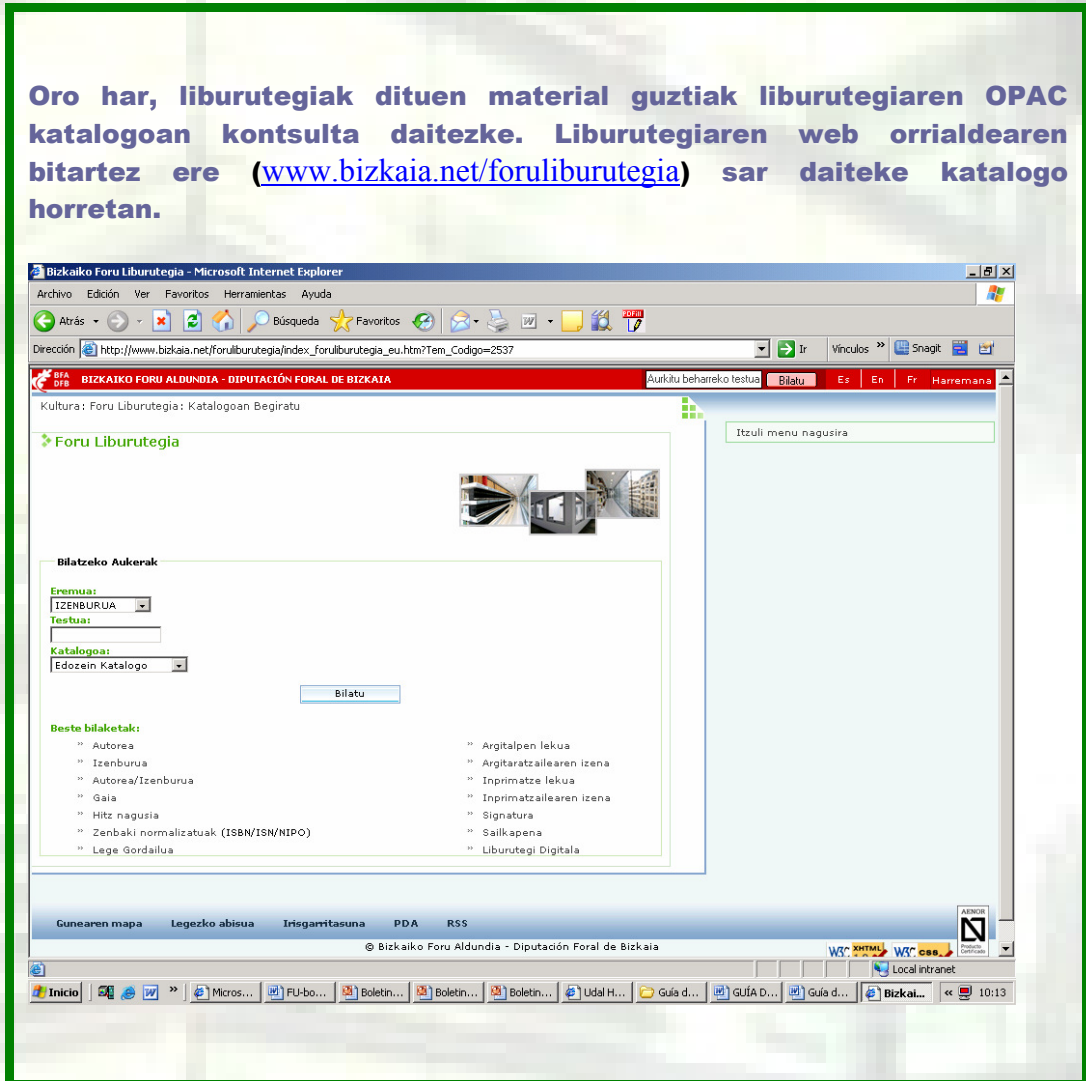 Oro har, liburutegiak dituen material guztiak liburutegiaren OPAC
katalogoan kontsulta daitezke. Liburutegiaren web orrialdearen
bitartez ere (www.bizkaia.net/foruliburutegia) sar daiteke katalogo
horretan.
Bizkaiko Foru Liburutegia - Microsoft Internet Explorer
Archivo Edición Ver Favoritos Herramientas Ayuda
Atrás Búsqueda Favoritos
Dirección http://www.bizkaia.net/foruliburutegia/index_foruliburutegia_eu.htm?Tem_Codigo=2537 Ir Vínculos » Snagit
BFA DFB BIZKAIKO FORU ALDUNDIA - DIPUTACIÓN FORAL DE BIZKAIA Aurkitu beharreko testua Bilatu Es En Fr Harremana
Kultura: Foru Liburutegia: Katalogoan Begiratu
Itzuli menu nagusira
Foru Liburutegia
Bilatzeko Aukerak
Eremua:
IZENBURUA
Testua:
Katalogoa:
Edozein Katalogo
Bilatu
Beste bilaketak:
» Autorea
» Izenburua
» Autorea/Izenburua
» Gaia
» Hitz nagusia
» Zenbaki normalizatuak (ISBN/ISN/NIPO)
» Lege Gordailua
» Argitalpen lekua
» Argitaratzailearen izena
» Inprimatze lekua
» Inprimatzailearen izena
» Signatura
» Sailkapena
» Liburutegi Digitala
Gunearen mapa Legezko abisua Irisgarritasuna PDA RSS
© Bizkaiko Foru Aldundia - Diputación Foral de Bizkaia
AENOR
N
Producto
Certificado
W3C XHTML W3C css
Local intranet
Inicio » Micros... FU-bo... Boletin... Boletin... Boletin... Udal H... Guía d... GUÍA D... Guía d... Bizkai... « 10:13